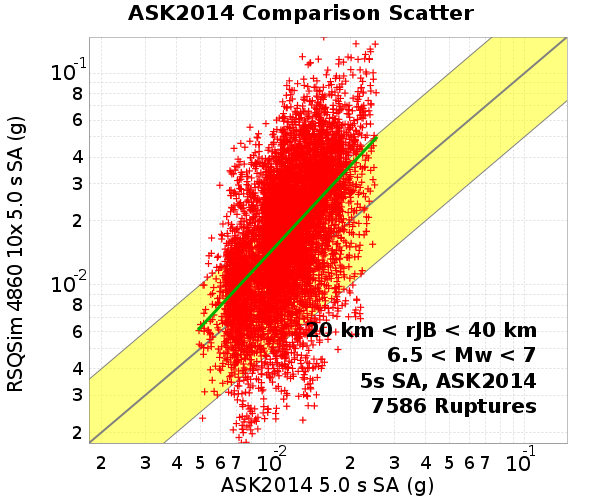 ASK2014 Comparison Scatter
RSQSim 4860 10x 5.0 s SA (g)
10⁻¹
8
6
4
3
2
10⁻²
8
6
4
3
2
20 km < rJB < 40 km
6.5 < Mw < 7
5s SA, ASK2014
7586 Ruptures
2 3 4 5 6 7 10⁻² 2 3 4 5 6 7 10⁻¹
ASK2014 5.0 s SA (g)